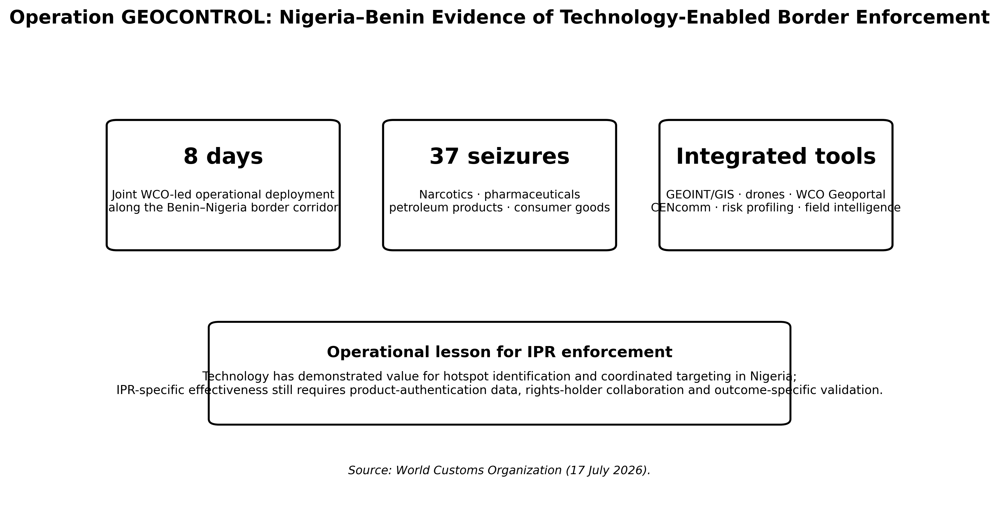 Operation GEOCONTROL: Nigeria–Benin Evidence of Technology-Enabled Border Enforcement
8 days
Joint WCO-led operational deployment
along the Benin–Nigeria border corridor
37 seizures
Narcotics · pharmaceuticals
petroleum products · consumer goods
Integrated tools
GEOINT/GIS · drones · WCO Geoportal
CENcomm · risk profiling · field intelligence
Operational lesson for IPR enforcement
Technology has demonstrated value for hotspot identification and coordinated targeting in Nigeria;
IPR-specific effectiveness still requires product-authentication data, rights-holder collaboration and outcome-specific validation.
Source: World Customs Organization (17 July 2026).